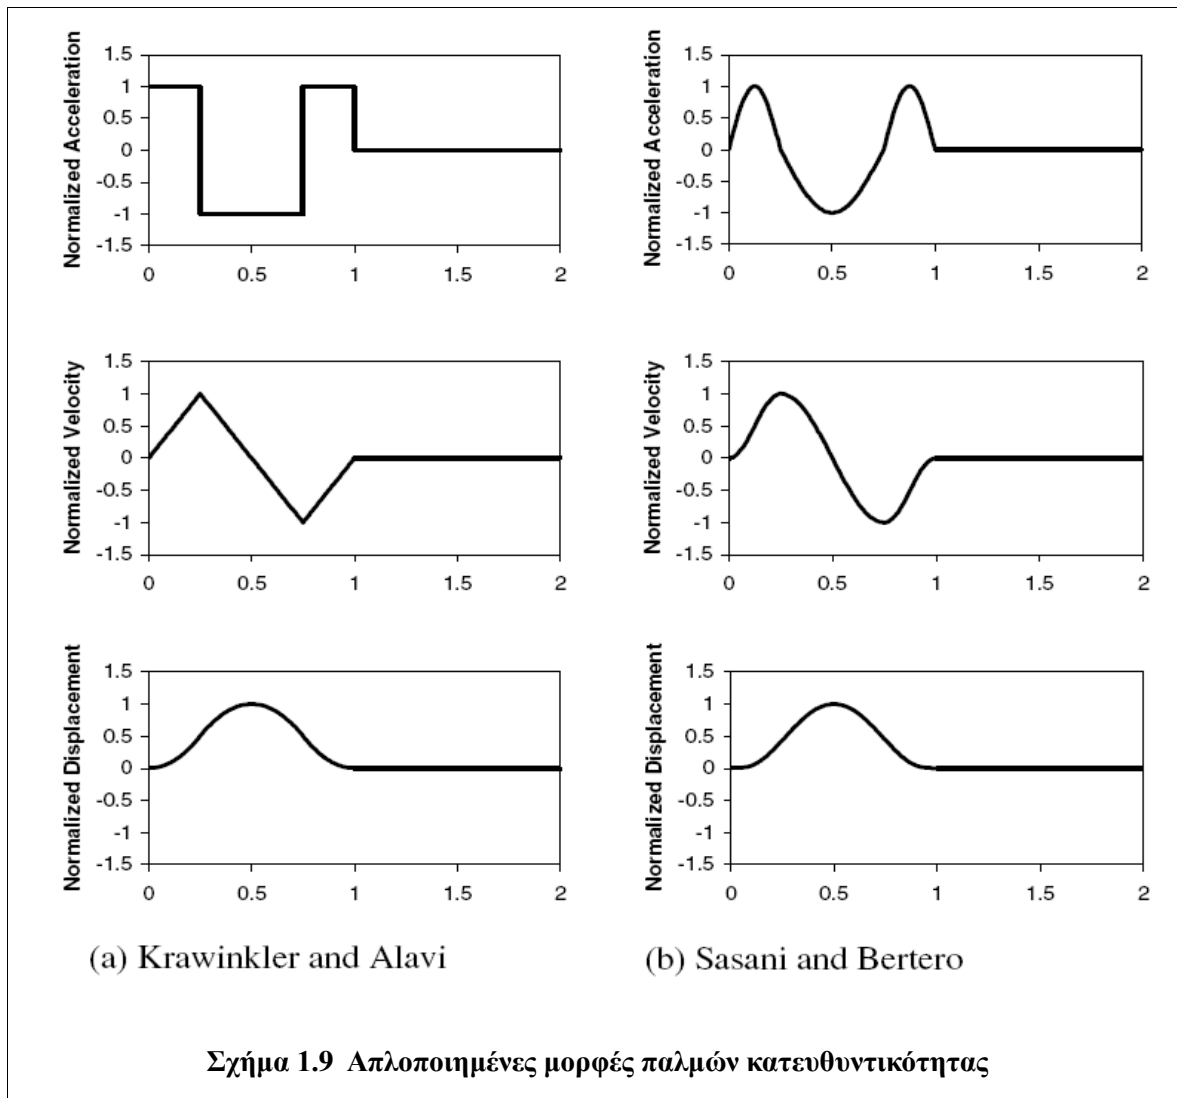 Normalized Acceleration
1.5
1
0.5
0
-0.5
-1
-1.5
0 0.5 1 1.5 2
Normalized Acceleration
1.5
1
0.5
0
-0.5
-1
-1.5
0 0.5 1 1.5 2
Normalized Velocity
1.5
1
0.5
0
-0.5
-1
-1.5
0 0.5 1 1.5 2
Normalized Velocity
1.5
1
0.5
0
-0.5
-1
-1.5
0 0.5 1 1.5 2
Normalized Displacement
1.5
1
0.5
0
-0.5
-1
-1.5
0 0.5 1 1.5 2
Normalized Displacement
1.5
1
0.5
0
-0.5
-1
-1.5
0 0.5 1 1.5 2
(a) Krawinkler and Alavi
(b) Sasani and Bertero
Σχήμα 1.9 Απλοποιημένες μορφές παλμών κατευθυντικότητας